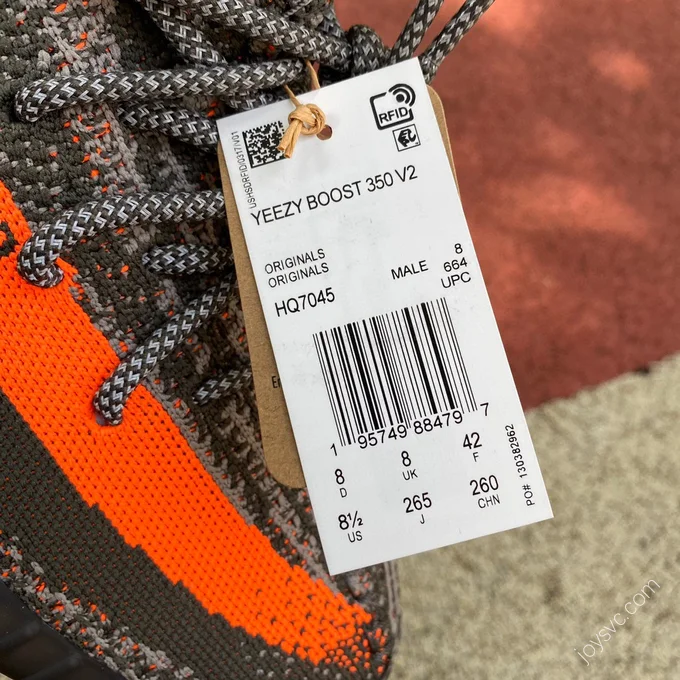 RFID
YEEZY BOOST 350 V2
ORIGINALS
ORIGINALS
HQ7045
MALE
8
664
UPC
1 95749 88479 7
8
D
8
UK
42
F
8½
US
265
J
260
CHN
PO# 130382962
joysvc.com